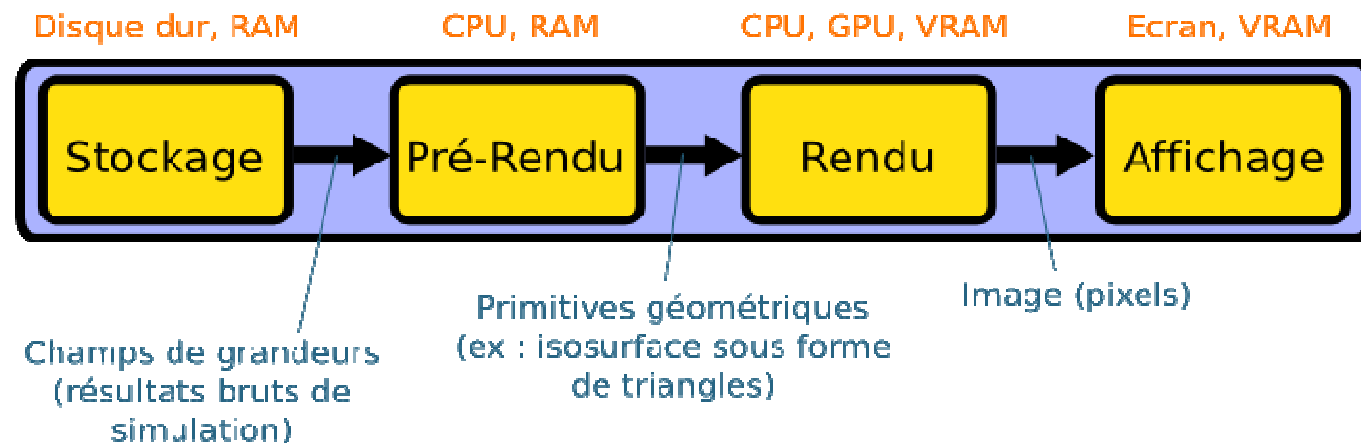 Disque dur, RAM
CPU, RAM
CPU, GPU, VRAM
Ecran, VRAM
Stockage
Pré-Rendu
Rendu
Affichage
Champs de grandeurs
(résultats bruts de
simulation)
Primitives géométriques
(ex : isosurface sous forme
de triangles)
Image (pixels)